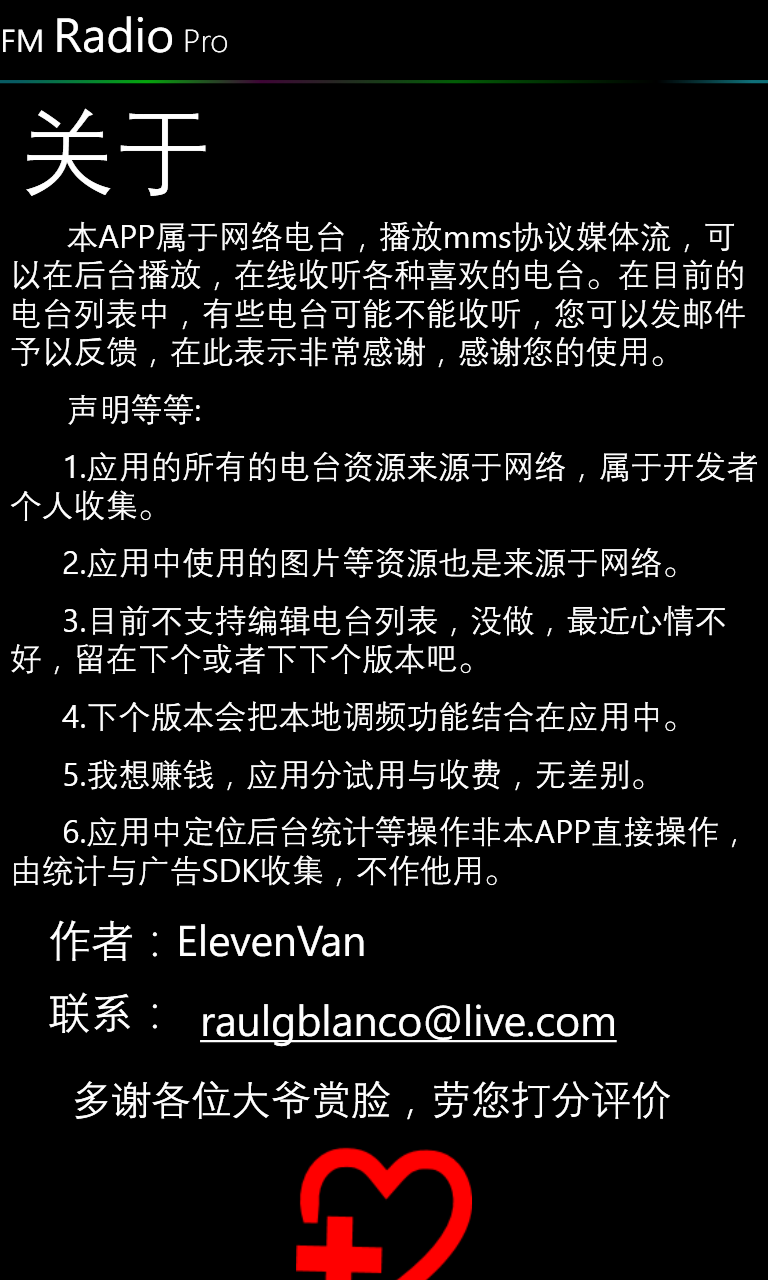 FM Radio Pro
关于
本APP属于网络电台，播放mms协议媒体流，可
以在后台播放，在线收听各种喜欢的电台。在目前的
电台列表中，有些电台可能不能收听，您可以发邮件
予以反馈，在此表示非常感谢，感谢您的使用。
声明等等:
1.应用的所有的电台资源来源于网络，属于开发者
个人收集。
2.应用中使用的图片等资源也是来源于网络。
3.目前不支持编辑电台列表，没做，最近心情不
好，留在下个或者下下个版本吧。
4.下个版本会把本地调频功能结合在应用中。
5.我想赚钱，应用分试用与收费，无差别。
6.应用中定位后台统计等操作非本APP直接操作，
由统计与广告SDK收集，不作他用。
作者：ElevenVan
联系： raulgblanco@live.com
多谢各位大爷赏脸，劳您打分评价